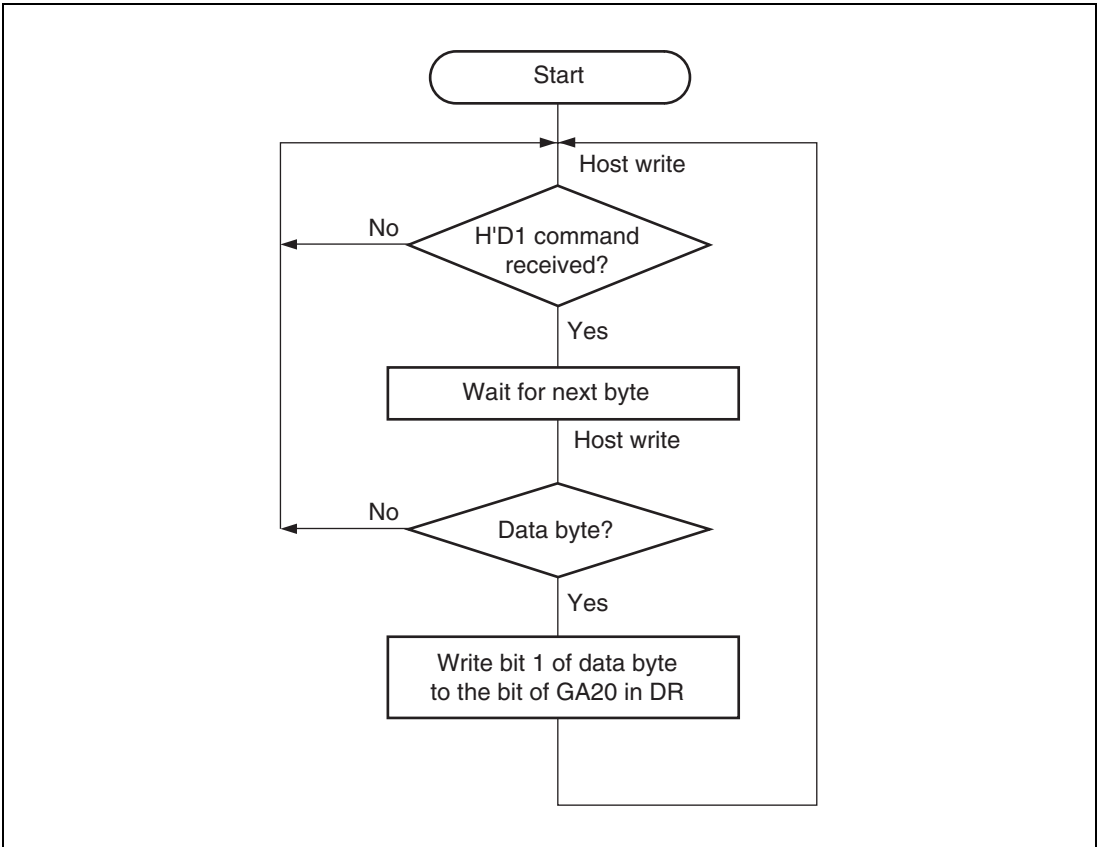 Start
Host write
No
H'D1 command
received?
Yes
Wait for next byte
Host write
No
Data byte?
Yes
Write bit 1 of data byte
to the bit of GA20 in DR